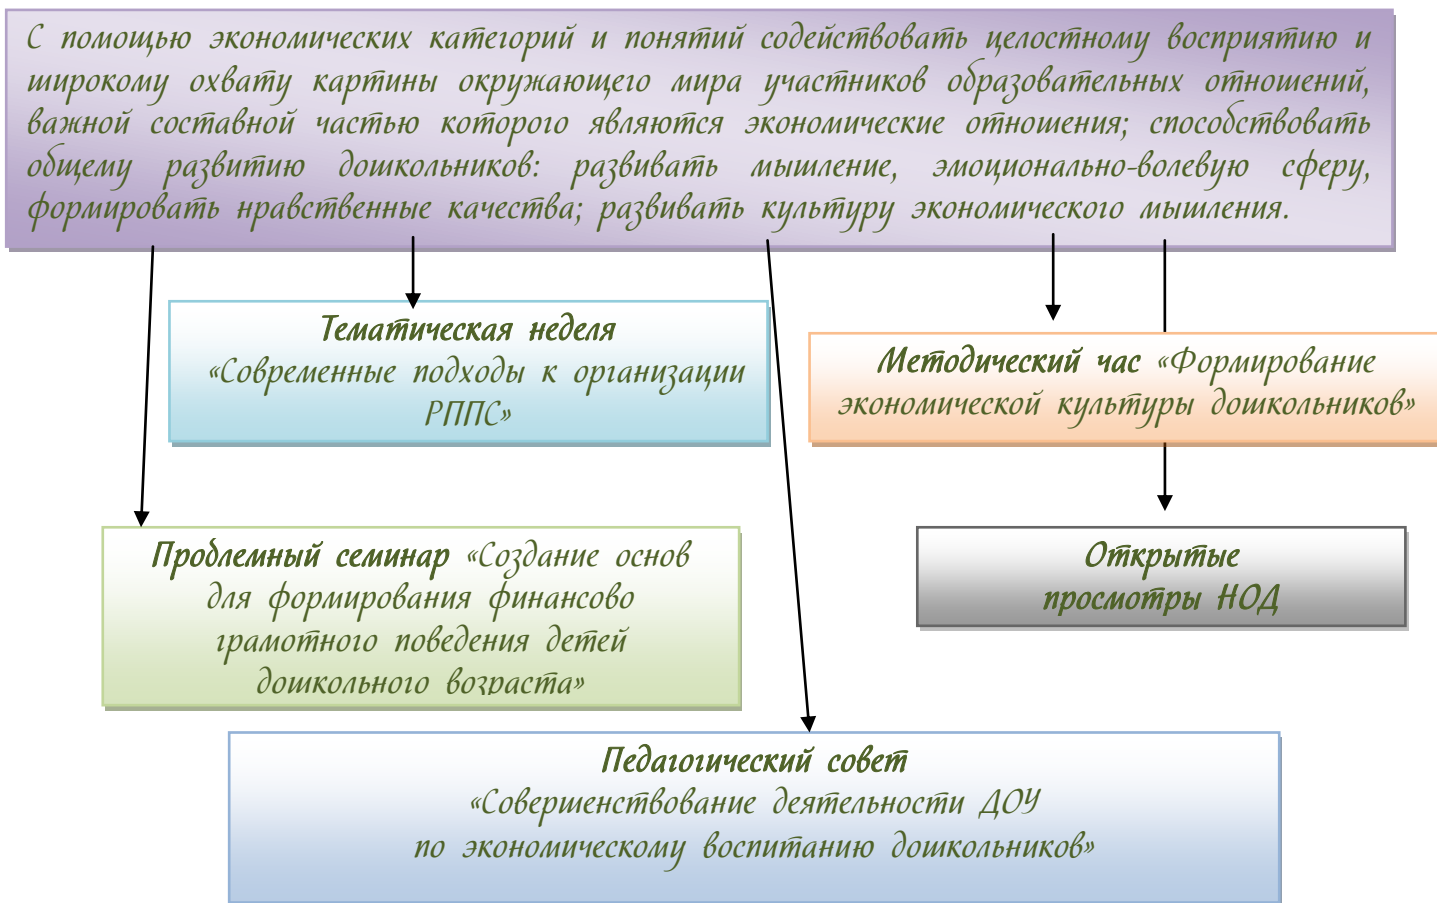 С помощью экономических категорий и понятий содействовать целостному восприятию и
широкому охвату картины окружающего мира участников образовательных отношений,
важной составной частью которого являются экономические отношения; способствовать
общему развитию дошкольников: развивать мышление, эмоционально-волевую сферу,
формировать нравственные качества; развивать культуру экономического мышления.
Тематическая неделя
«Современные подходы к организации
РППС»
Методический час «Формирование
экономической культуры дошкольников»
Проблемный семинар «Создание основ
для формирования финансово
грамотного поведения детей
дошкольного возраста»
Открытые
просмотры НОД
Педагогический совет
«Совершенствование деятельности ДОУ
по экономическому воспитанию дошкольников»